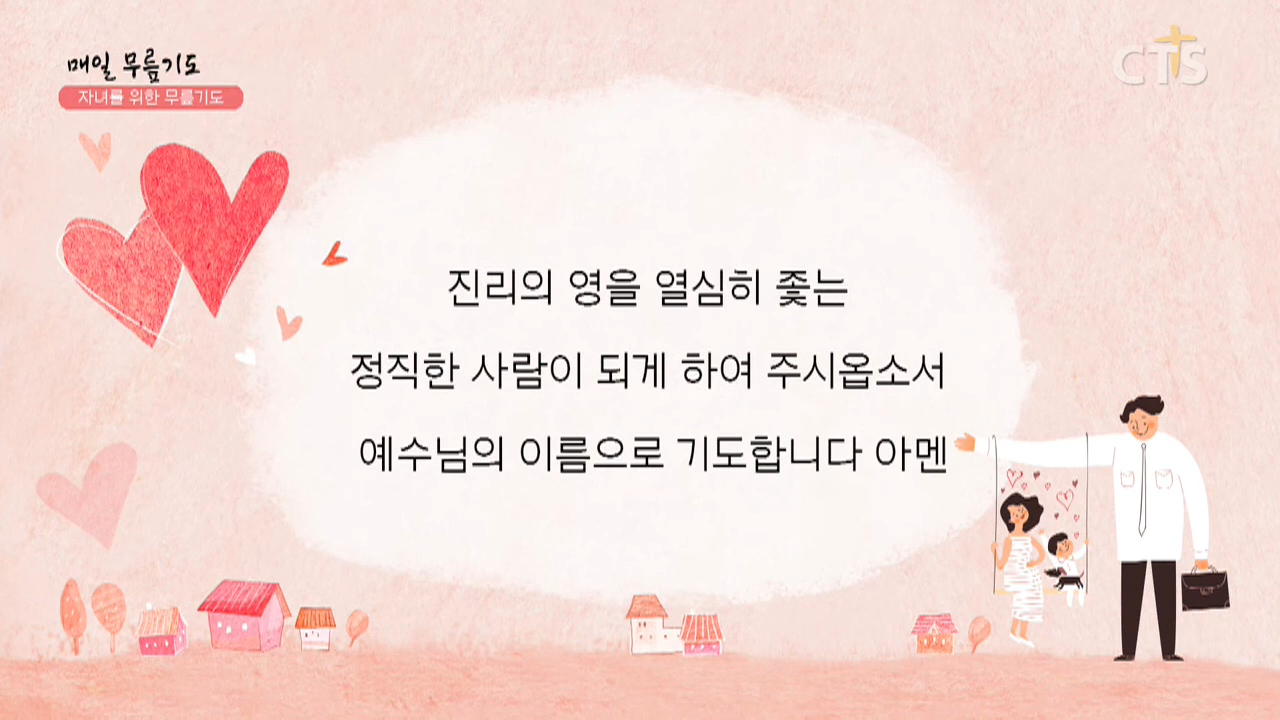 매일 무릎기도
자녀를 위한 무릎기도
CTS
진리의 영을 열심히 좇는
정직한 사람이 되게 하여 주시옵소서
예수님의 이름으로 기도합니다 아멘